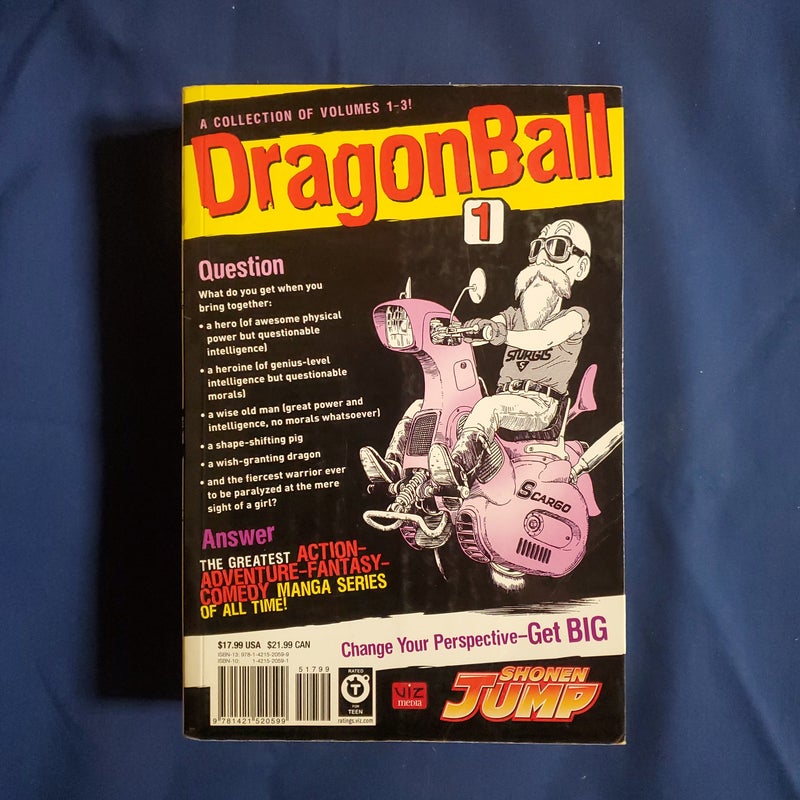 A COLLECTION OF VOLUMES 1-3!
DragonBall
1
Question
What do you get when you
bring together:
• a hero (of awesome physical
power but questionable
intelligence)
• a heroine (of genius-level
intelligence but questionable
morals)
• a wise old man (great power and
intelligence, no morals whatsoever)
• a shape-shifting pig
• a wish-granting dragon
• and the fiercest warrior ever
to be paralyzed at the mere
sight of a girl?
STURGIS
SCARGO
Answer
THE GREATEST ACTION-
ADVENTURE-FANTASY-
COMEDY MANGA SERIES
OF ALL TIME!
Change Your Perspective—Get BIG
$17.99 USA $21.99 CAN
ISBN-13: 978-1-4215-2059-9
ISBN-10: 1-4215-2059-1
51799
9 781421 520599
RATED
T
FOR
TEEN
ratings.viz.com
VIZ
media
SHONEN
JUMP